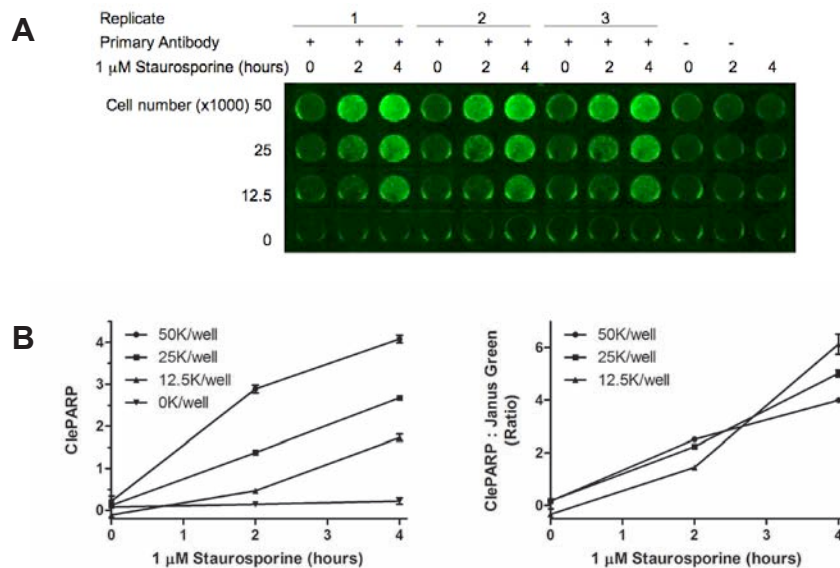 A
Replicate 1 2 3
Primary Antibody + + + + + + + + + - -
1 µM Staurosporine (hours) 0 2 4 0 2 4 0 2 4 0 2 4
Cell number (x1000) 50
25
12.5
0
B
ClePARP
4
3
2
1
0
50K/well
25K/well
12.5K/well
0K/well
0 1 2 3 4
1 µM Staurosporine (hours)
ClePARP : Janus Green
(Ratio)
6
4
2
0
50K/well
25K/well
12.5K/well
0 1 2 3 4
1 µM Staurosporine (hours)